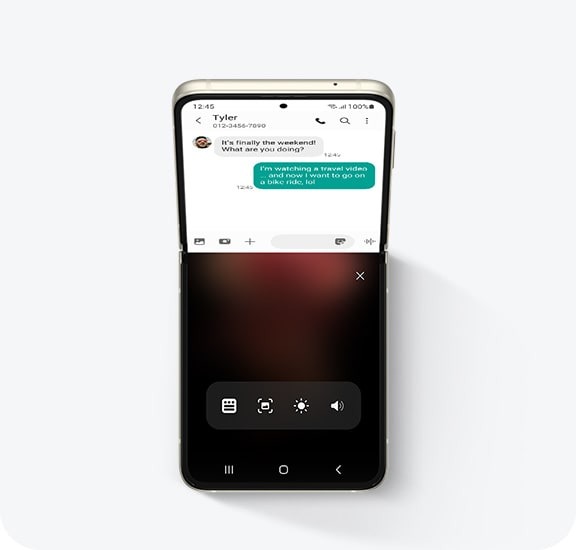 12:45
100%
Tyler
012-3456-7890
It's finally the weekend!
What are you doing?
12:45
I'm watching a travel video
... and now I want to go on
a bike ride, lol
12:45